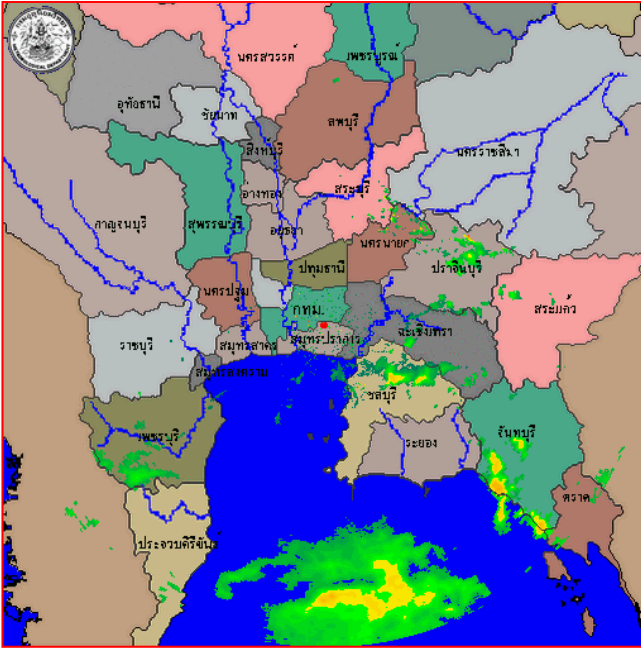 นครสวรรค์
เพชรบูรณ์
อุทัยธานี
ชัยนาท
ลพบุรี
สิงห์บุรี
นครราชสีมา
อ่างทอง
สระบุรี
กาญจนบุรี
สุพรรณบุรี
อยุธยา
นครนายก
ปทุมธานี
ปราจีนบุรี
นครปฐม
กทม.
สระแก้ว
ราชบุรี
สมุทรสาคร
สมุทรปราการ
ฉะเชิงเทรา
สมุทรสงคราม
ชลบุรี
เพชรบุรี
ระยอง
จันทบุรี
ตราด
ประจวบคีรีขันธ์